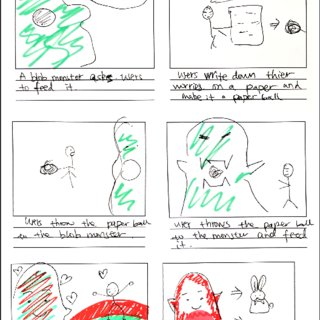 A blob monster asks users
to feed it.
users write down thier
worries on a paper and
make it a paper ball
users throw the paper ball
to the blob monster
user throws the paper ball
to the monster and feed
it.